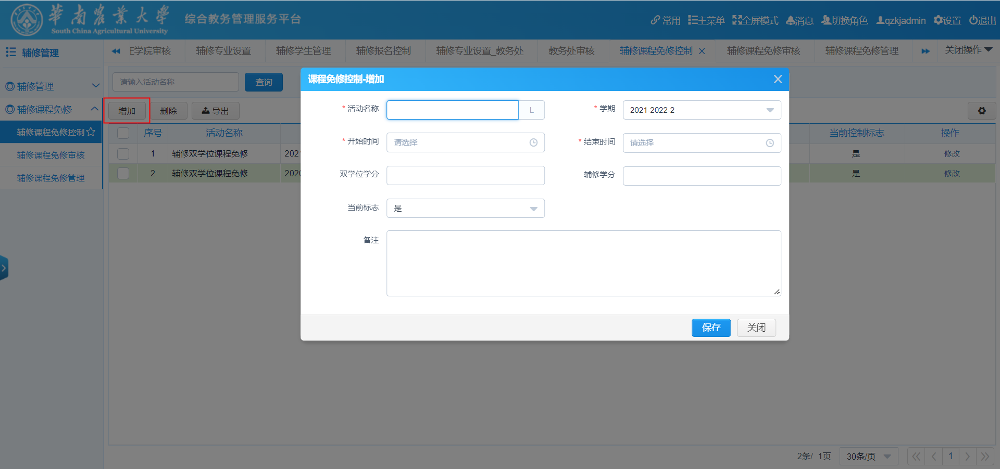 華南農業大學 综合教务管理服务平台
South China Agricultural University
常用 主菜单 全屏模式 消息 切换角色 qzkjadmin 设置 退出
辅修管理
学院审核 辅修专业设置 辅修学生管理 辅修报名控制 辅修专业设置_教务处 教务处审核 辅修课程免修控制 辅修课程免修审核 辅修课程免修管理 关闭操作
辅修管理
辅修课程免修
辅修课程免修控制
辅修课程免修审核
辅修课程免修管理
请输入活动名称 查询
增加 删除 导出
序号 活动名称 当前控制标志 操作
1 辅修双学位课程免修 2021 是 修改
2 辅修双学位课程免修 2020 是 修改
课程免修控制-增加
* 活动名称 L * 学期 2021-2022-2
* 开始时间 请选择 * 结束时间 请选择
双学位学分 辅修学分
当前标志 是
备注
保存 关闭
2条/ 1页 30条/页 1